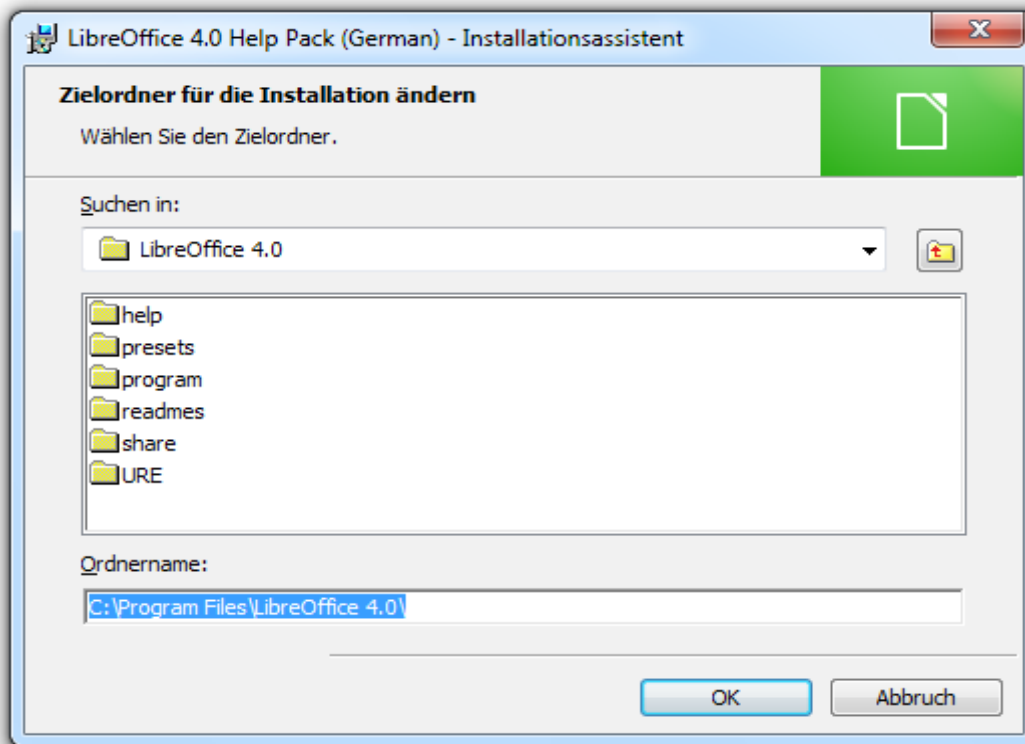 LibreOffice 4.0 Help Pack (German) - Installationsassistent
Zielordner für die Installation ändern
Wählen Sie den Zielordner.
Suchen in:
LibreOffice 4.0
help
presets
program
readmes
share
URE
Ordnername:
C:\Program Files\LibreOffice 4.0\
OK
Abbruch